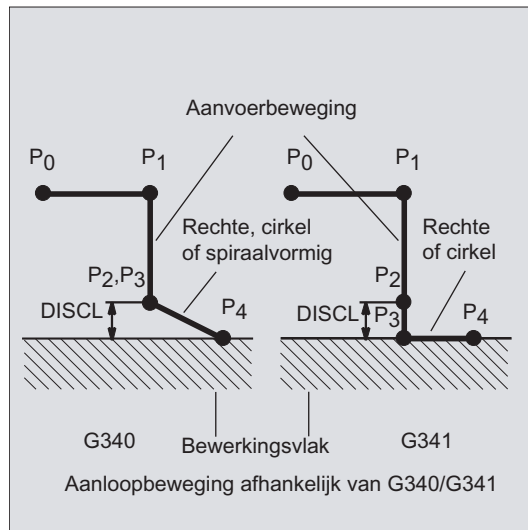 Aanvoerbeweging
P0 P1 P0 P1
Rechte, cirkel
of spiraalvormig
Rechte
of cirkel
P2,P3 P2
DISCL P4 DISCL P3 P4
G340 Bewerkingsvlak G341
Aanloopbeweging afhankelijk van G340/G341